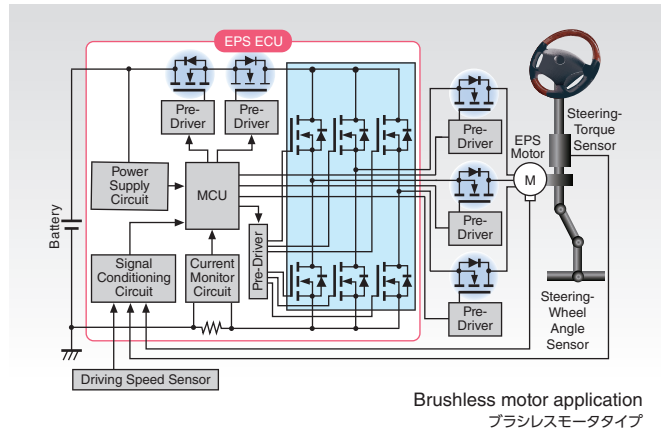 EPS ECU
Pre-
Driver
Pre-
Driver
Power
Supply
Circuit
MCU
Battery
Signal
Conditioning
Circuit
Current
Monitor
Circuit
Pre-Driver
Driving Speed Sensor
Pre-
Driver
Pre-
Driver
Pre-
Driver
EPS
Motor
M
Steering-
Torque
Sensor
Steering-
Wheel
Angle
Sensor
Brushless motor application
ブラシレスモータタイプ